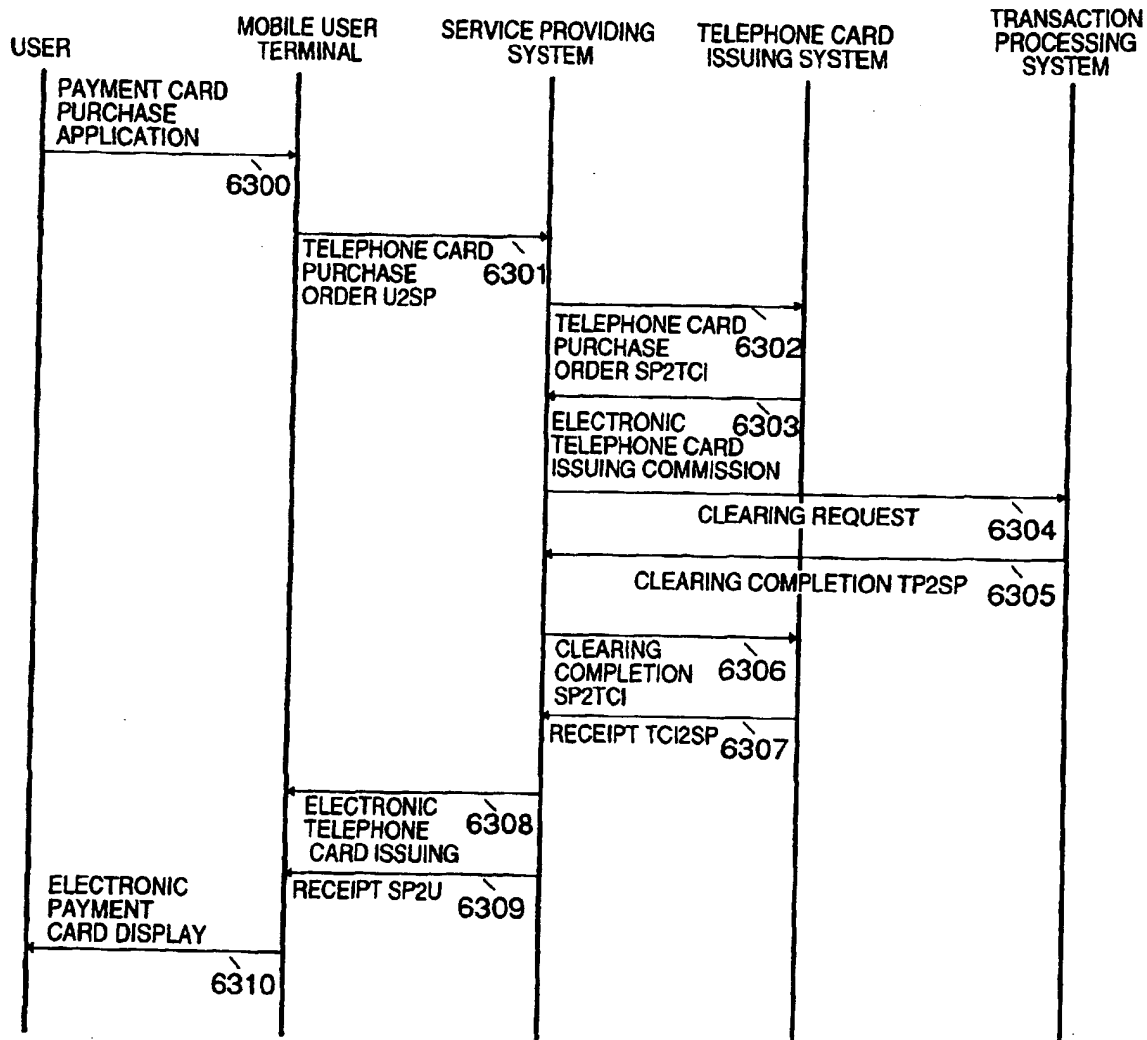 USER
MOBILE USER
TERMINAL
SERVICE PROVIDING
SYSTEM
TELEPHONE CARD
ISSUING SYSTEM
TRANSACTION
PROCESSING
SYSTEM
PAYMENT CARD
PURCHASE
APPLICATION
6300
TELEPHONE CARD
PURCHASE
ORDER U2SP
6301
TELEPHONE CARD
PURCHASE
ORDER SP2TCI
6302
ELECTRONIC
TELEPHONE CARD
ISSUING COMMISSION
6303
CLEARING REQUEST
6304
CLEARING COMPLETION TP2SP
6305
CLEARING
COMPLETION
SP2TCI
6306
RECEIPT TCI2SP
6307
ELECTRONIC
TELEPHONE
CARD ISSUING
6308
RECEIPT SP2U
6309
ELECTRONIC
PAYMENT
CARD DISPLAY
6310